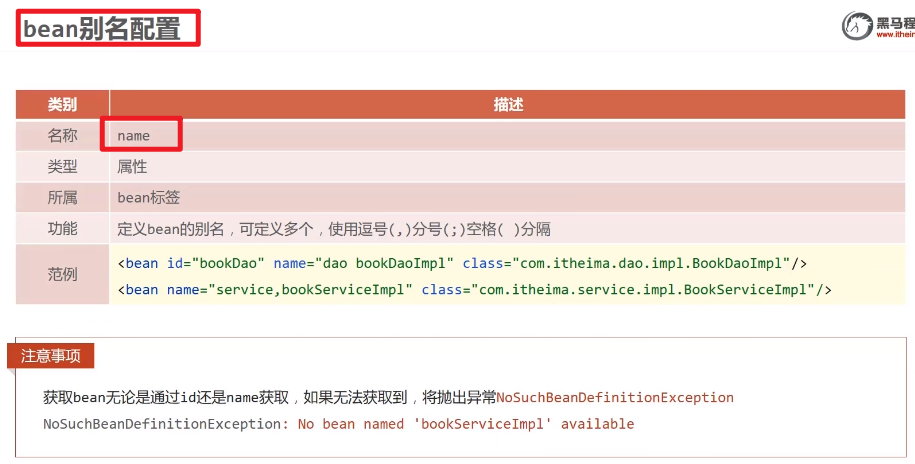 bean别名配置
黑马程
www.itheim
类别 描述
名称 name
类型 属性
所属 bean标签
功能 定义bean的别名，可定义多个，使用逗号(,)分号(;)空格( )分隔
范例 <bean id="bookDao" name="dao bookDaoImpl" class="com.itheima.dao.impl.BookDaoImpl"/>
<bean name="service,bookServiceImpl" class="com.itheima.service.impl.BookServiceImpl"/>
注意事项
获取bean无论是通过id还是name获取，如果无法获取到，将抛出异常NoSuchBeanDefinitionException
NoSuchBeanDefinitionException: No bean named 'bookServiceImpl' available